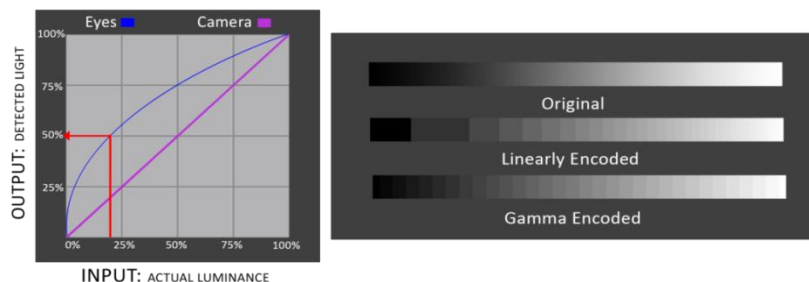 Eyes Camera
100%
75%
50%
25%
0% 25% 50% 75% 100%
OUTPUT: DETECTED LIGHT
INPUT: ACTUAL LUMINANCE
Original
Linearly Encoded
Gamma Encoded